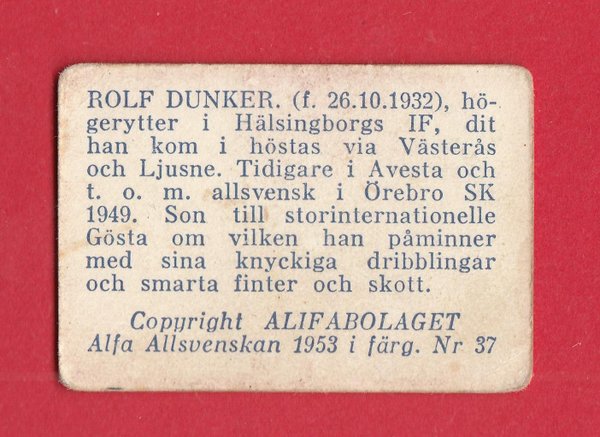 ROLF DUNKER. (f. 26.10.1932), hö-
gerytter i Hälsingborgs IF, dit
han kom i höstas via Västerås
och Ljusne. Tidigare i Avesta och
t. o. m. allsvensk i Örebro SK
1949. Son till storinternationelle
Gösta om vilken han påminner
med sina knyckiga dribblingar
och smarta finter och skott.
Copyright ALIFABOLAGET
Alfa Allsvenskan 1953 i färg. Nr 37